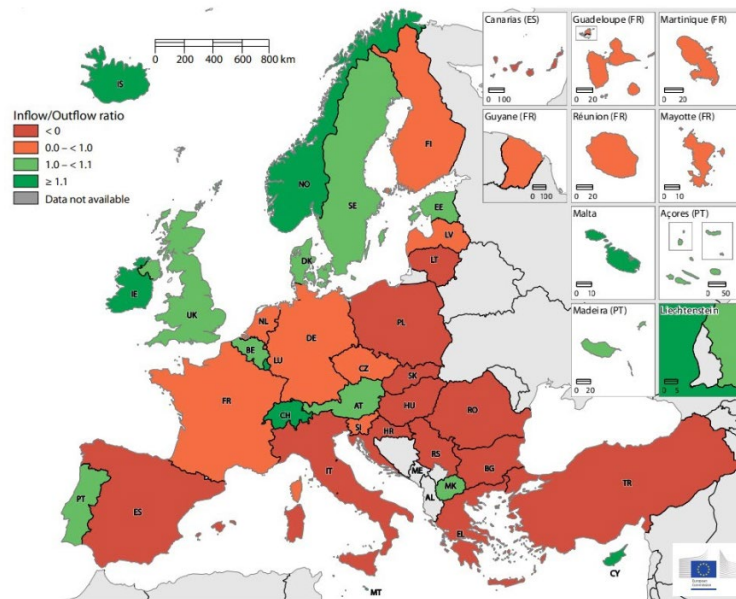 IS
0 200 400 600 800 km
Inflow/Outflow ratio
< 0
0.0 – < 1.0
1.0 – < 1.1
≥ 1.1
Data not available
Canarias (ES)
0 100
Guadeloupe (FR)
0 20
Martinique (FR)
0 20
Guyane (FR)
0 100
Réunion (FR)
0 20
Mayotte (FR)
0 10
Malta
0 10
Açores (PT)
0 50
Madeira (PT)
0 20
Liechtenstein
0 5
FI
NO
SE
EE
LV
LT
DK
IE
UK
NL
DE
PL
BE
LU
CZ
SK
FR
CH
AT
HU
RO
SI
HR
RS
IT
BG
ME
MK
AL
PT
ES
EL
TR
CY
MT
European
Commission